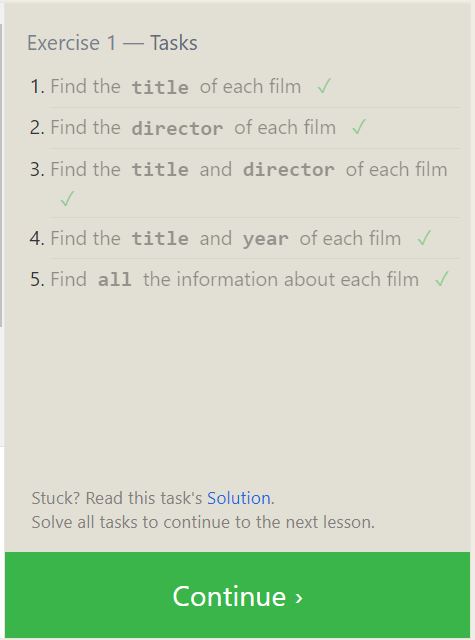 Exercise 1 — Tasks
1. Find the title of each film ✓
2. Find the director of each film ✓
3. Find the title and director of each film
✓
4. Find the title and year of each film ✓
5. Find all the information about each film ✓
Stuck? Read this task's Solution.
Solve all tasks to continue to the next lesson.
Continue ›